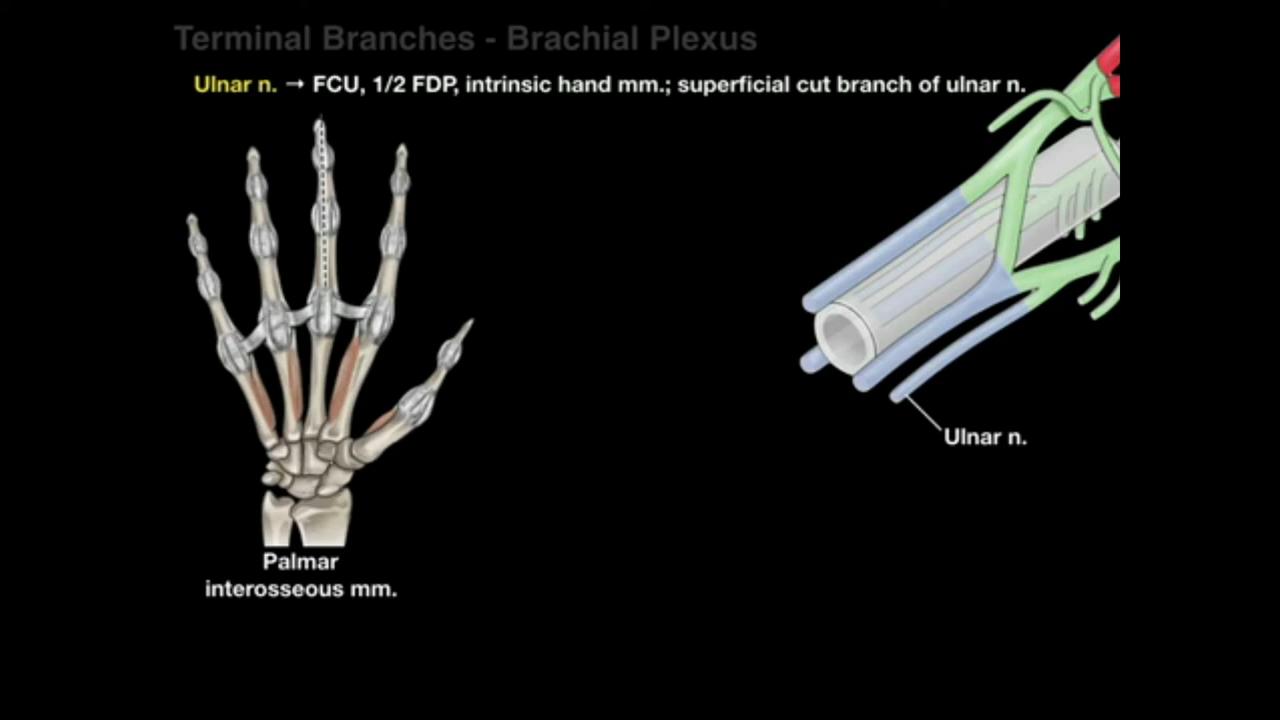 Terminal Branches - Brachial Plexus
Ulnar n. → FCU, 1/2 FDP, intrinsic hand mm.; superficial cut branch of ulnar n.
Ulnar n.
Palmar
interosseous mm.